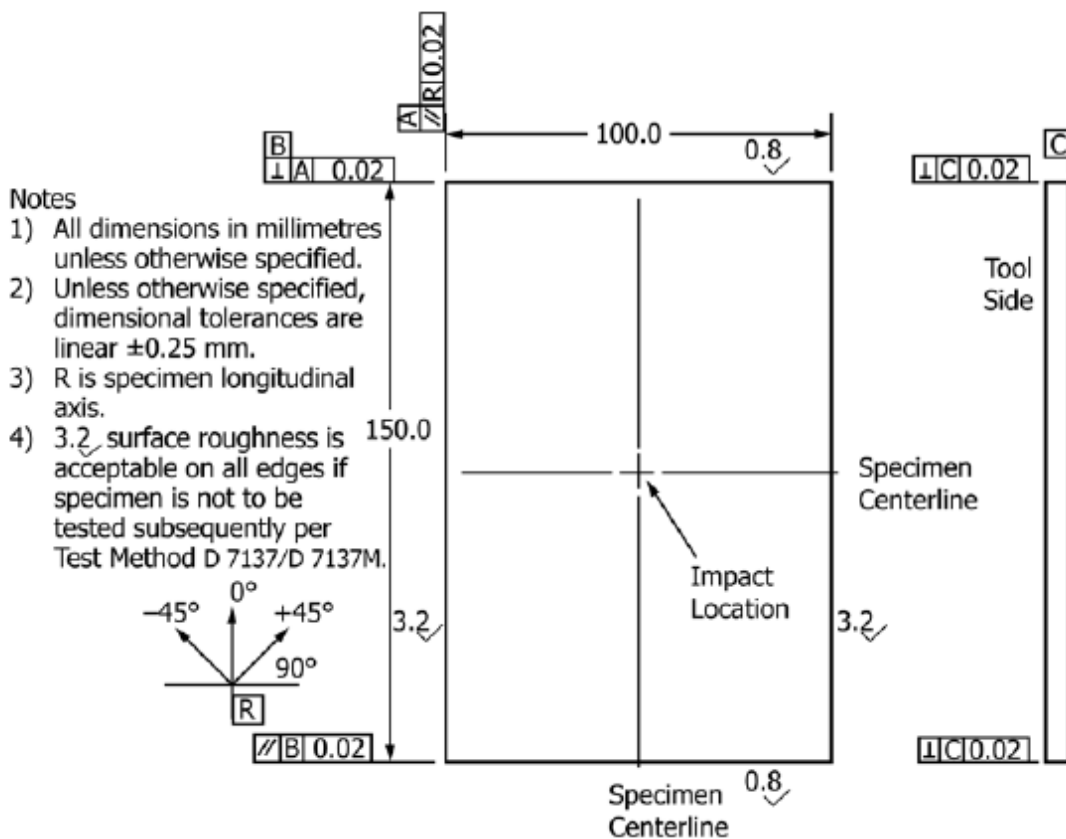 A // R 0.02
100.0
0.8
B
⊥ A 0.02
⊥ C 0.02
C
Notes
1) All dimensions in millimetres
unless otherwise specified.
2) Unless otherwise specified,
dimensional tolerances are
linear ±0.25 mm.
3) R is specimen longitudinal
axis.
4) 3.2 surface roughness is
acceptable on all edges if
specimen is not to be
tested subsequently per
Test Method D 7137/D 7137M.
150.0
Tool
Side
Specimen
Centerline
Impact
Location
−45°
0°
+45°
90°
R
3.2
3.2
// B 0.02
⊥ C 0.02
0.8
Specimen
Centerline